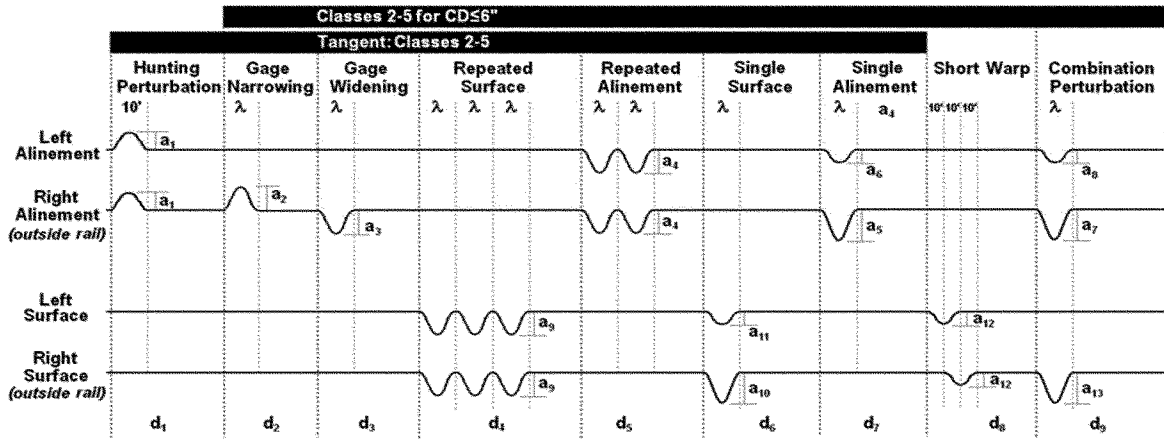 Classes 2-5 for CD≤6"
Tangent: Classes 2-5
Hunting Perturbation
Gage Narrowing
Gage Widening
Repeated Surface
Repeated Alinement
Single Surface
Single Alinement
Short Warp
Combination Perturbation
10' λ λ λ λ λ λ λ λ λ a4 10' 10' 10' λ
Left Alinement
a1 a4 a6 a8
Right Alinement (outside rail)
a1 a2 a3 a4 a5 a7
Left Surface
a9 a11 a12
Right Surface (outside rail)
a9 a10 a12 a13
d1 d2 d3 d4 d5 d6 d7 d8 d9